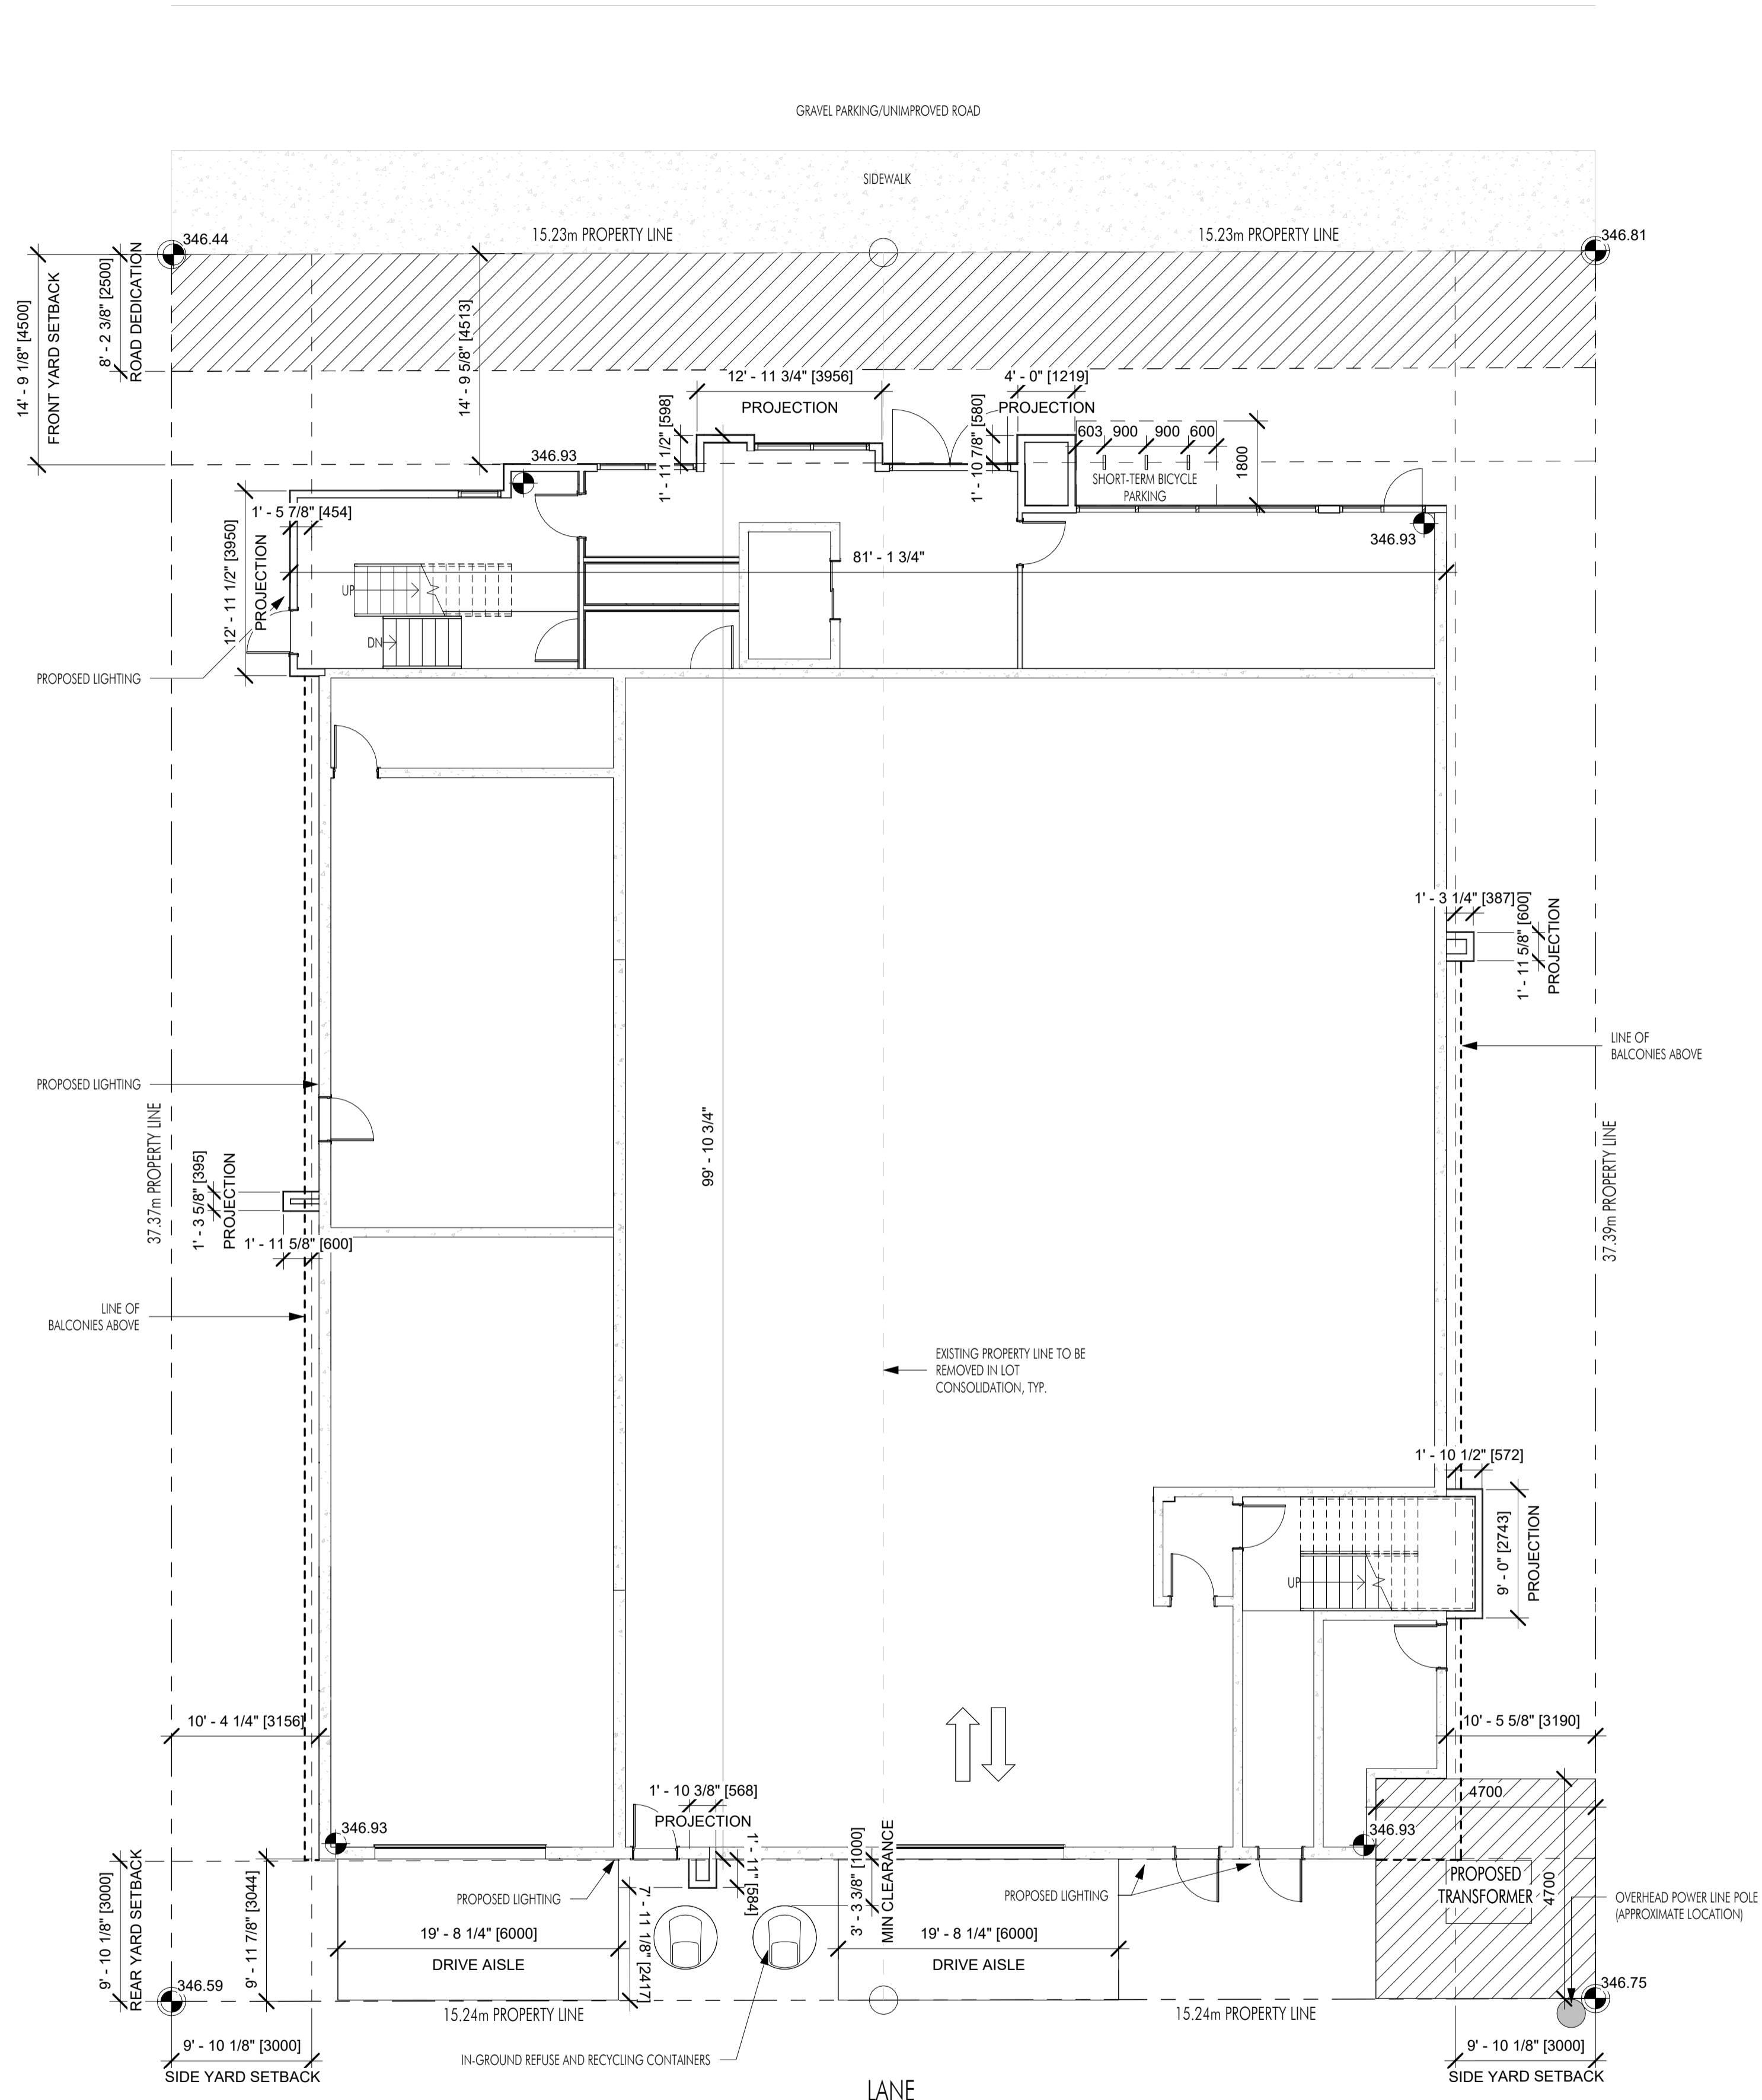 GRAVEL PARKING/UNIMPROVED ROAD
SIDEWALK
346.44
15.23m PROPERTY LINE
15.23m PROPERTY LINE
346.81
14' - 9 1/8" [4500]
FRONT YARD SETBACK
8' - 2 3/8" [2500]
ROAD DEDICATION
14' - 9 5/8" [4513]
12' - 11 3/4" [3956]
PROJECTION
4' - 0" [1219]
PROJECTION
1' - 11 1/2" [598]
1' - 10 7/8" [580]
603
900
900
600
1800
SHORT-TERM BICYCLE
PARKING
346.93
346.93
1' - 5 7/8" [454]
12' - 11 1/2" [3950]
PROJECTION
81' - 1 3/4"
UP
DN
PROPOSED LIGHTING
1' - 3 1/4" [387]
1' - 11 5/8" [600]
PROJECTION
LINE OF
BALCONIES ABOVE
PROPOSED LIGHTING
37.37m PROPERTY LINE
99' - 10 3/4"
37.39m PROPERTY LINE
1' - 3 5/8" [395]
PROJECTION
1' - 11 5/8" [600]
LINE OF
BALCONIES ABOVE
EXISTING PROPERTY LINE TO BE
REMOVED IN LOT
CONSOLIDATION, TYP.
1' - 10 1/2" [572]
9' - 0" [2743]
PROJECTION
UP
10' - 4 1/4" [3156]
10' - 5 5/8" [3190]
1' - 10 3/8" [568]
PROJECTION
1' - 11" [584]
4700
4700
346.93
346.93
9' - 10 1/8" [3000]
REAR YARD SETBACK
9' - 11 7/8" [3044]
PROPOSED LIGHTING
7' - 11 1/8" [2417]
3' - 3 3/8" [1000]
MIN CLEARANCE
PROPOSED LIGHTING
PROPOSED
TRANSFORMER
OVERHEAD POWER LINE POLE
(APPROXIMATE LOCATION)
19' - 8 1/4" [6000]
DRIVE AISLE
19' - 8 1/4" [6000]
DRIVE AISLE
346.59
346.75
15.24m PROPERTY LINE
15.24m PROPERTY LINE
9' - 10 1/8" [3000]
SIDE YARD SETBACK
IN-GROUND REFUSE AND RECYCLING CONTAINERS
9' - 10 1/8" [3000]
SIDE YARD SETBACK
LANE